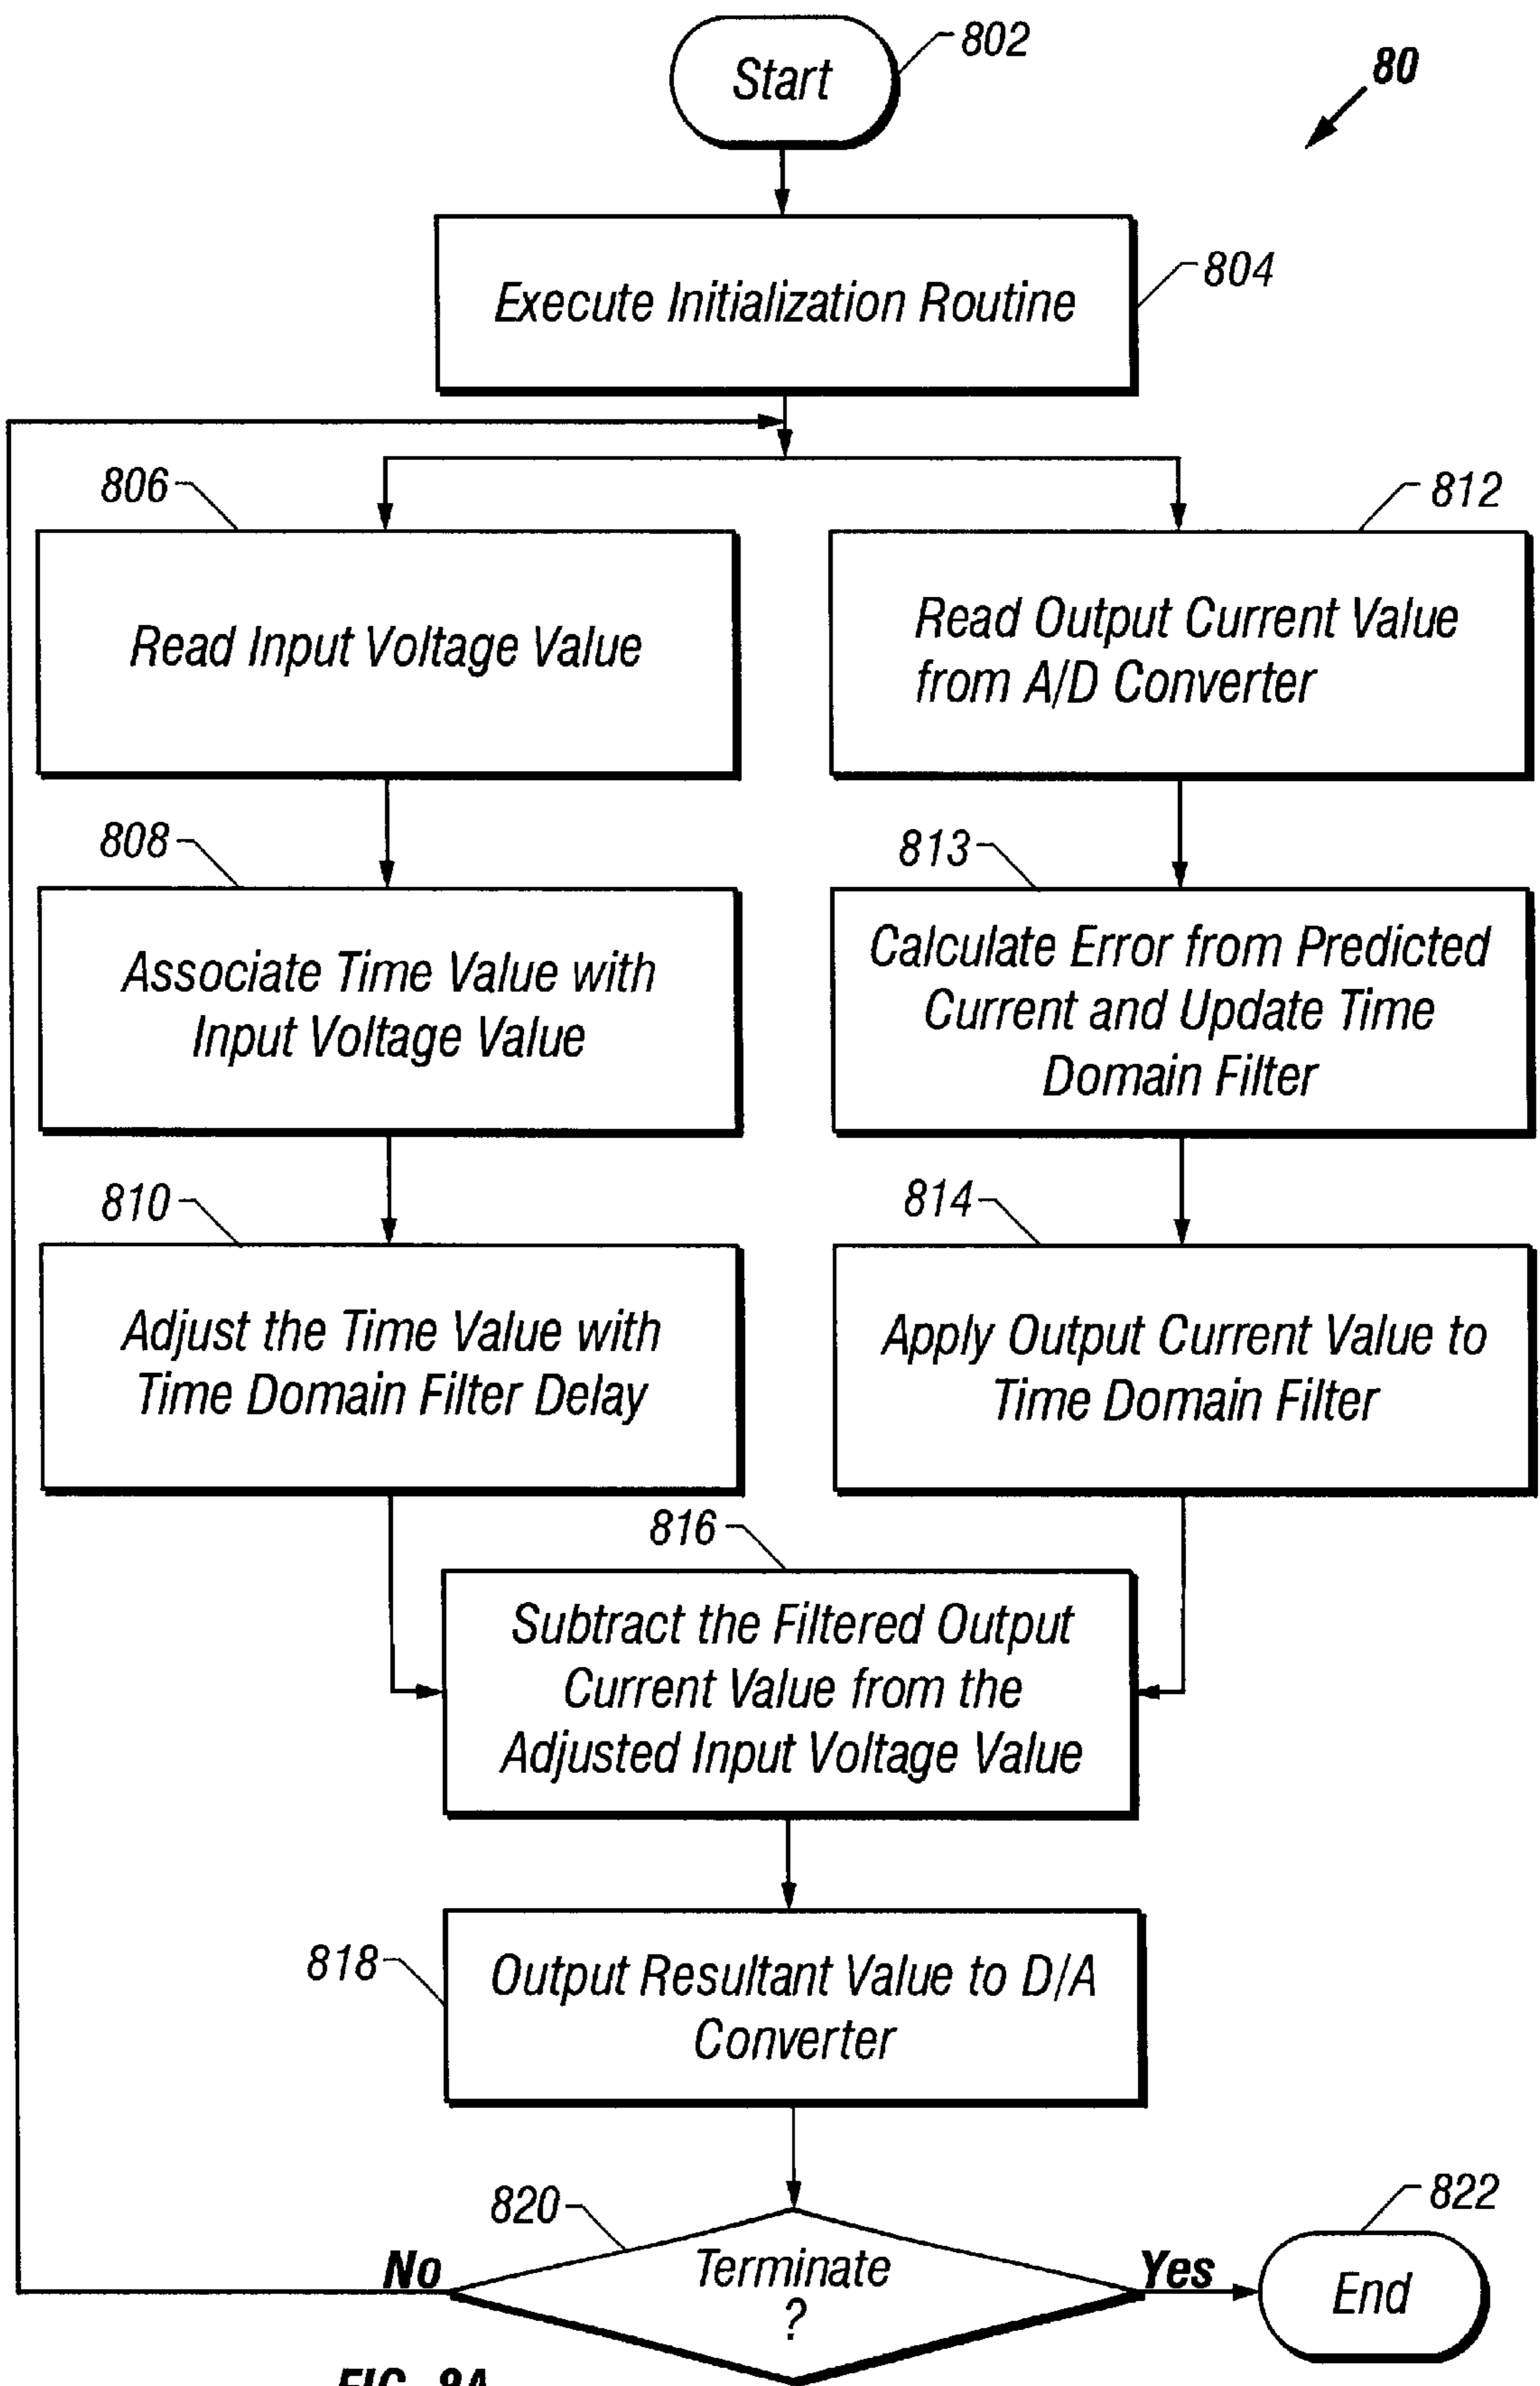 Start
802
80
Execute Initialization Routine
804
806
812
Read Input Voltage Value
Read Output Current Value
from A/D Converter
808
813
Associate Time Value with
Input Voltage Value
Calculate Error from Predicted
Current and Update Time
Domain Filter
810
814
Adjust the Time Value with
Time Domain Filter Delay
Apply Output Current Value to
Time Domain Filter
816
Subtract the Filtered Output
Current Value from the
Adjusted Input Voltage Value
818
Output Resultant Value to D/A
Converter
820
822
No
Terminate
?
Yes
End
FIG. 8A